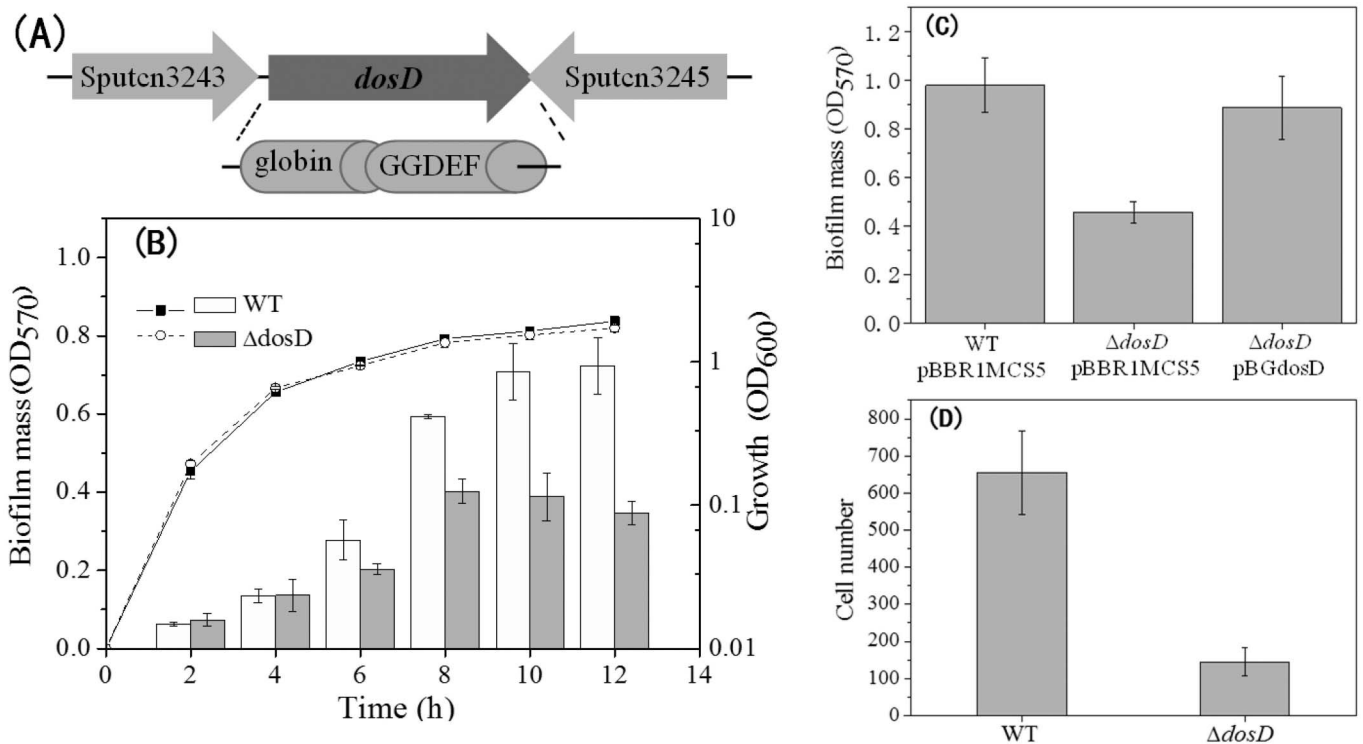 (A)
Sputcn3243 dosD Sputcn3245
globin GGDEF
(B)
Biofilm mass (OD570)
1.0
0.8
0.6
0.4
0.2
0.0
WT
ΔdosD
10
1
0.1
0.01
Growth (OD600)
0 2 4 6 8 10 12 14
Time (h)
(C)
Biofilm mass (OD570)
1.2
1.0
0.8
0.6
0.4
0.2
0.0
WT ΔdosD ΔdosD
pBBR1MCS5 pBBR1MCS5 pBGdosD
(D)
Cell number
800
700
600
500
400
300
200
100
0
WT ΔdosD